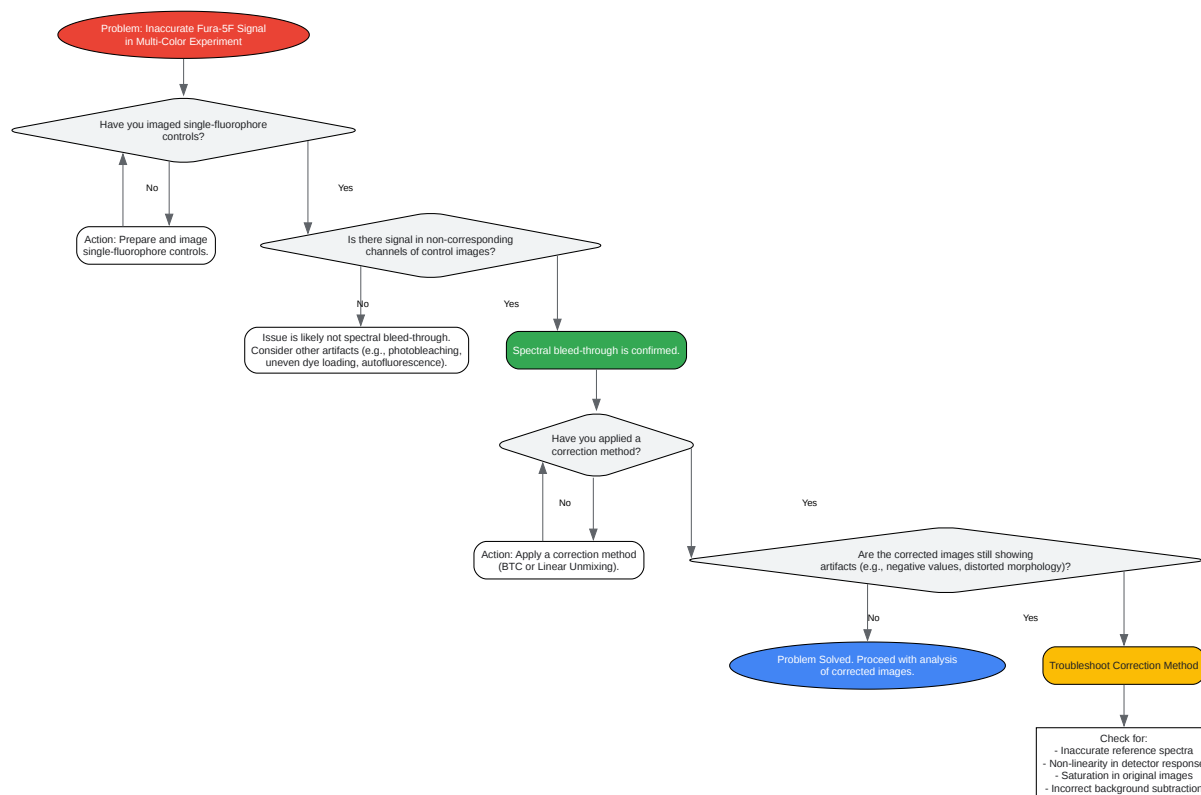 Problem: Inaccurate Fura-5F Signal
in Multi-Color Experiment
Have you imaged single-fluorophore
controls?
No
Yes
Action: Prepare and image
single-fluorophore controls.
Is there signal in non-corresponding
channels of control images?
No
Yes
Issue is likely not spectral bleed-through.
Consider other artifacts (e.g., photobleaching,
uneven dye loading, autofluorescence).
Spectral bleed-through is confirmed.
Have you applied a
correction method?
No
Yes
Action: Apply a correction method
(BTC or Linear Unmixing).
Are the corrected images still showing
artifacts (e.g., negative values, distorted morphology)?
No
Yes
Problem Solved. Proceed with analysis
of corrected images.
Troubleshoot Correction Method
Check for:
- Inaccurate reference spectra
- Non-linearity in detector response
- Saturation in original images
- Incorrect background subtraction